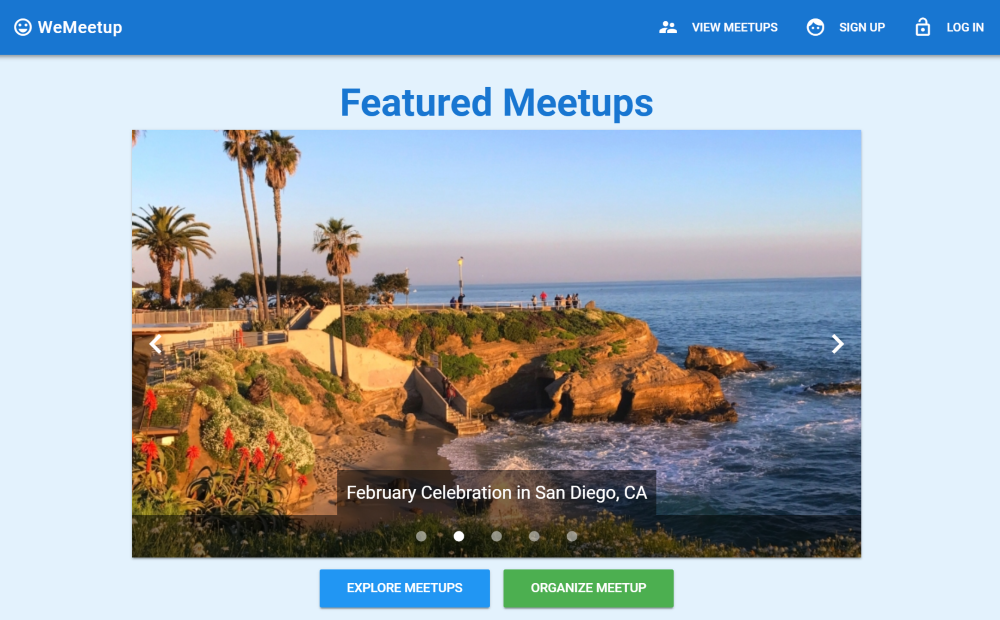 WeMeetup
VIEW MEETUPS
SIGN UP
LOG IN
Featured Meetups
February Celebration in San Diego, CA
EXPLORE MEETUPS
ORGANIZE MEETUP